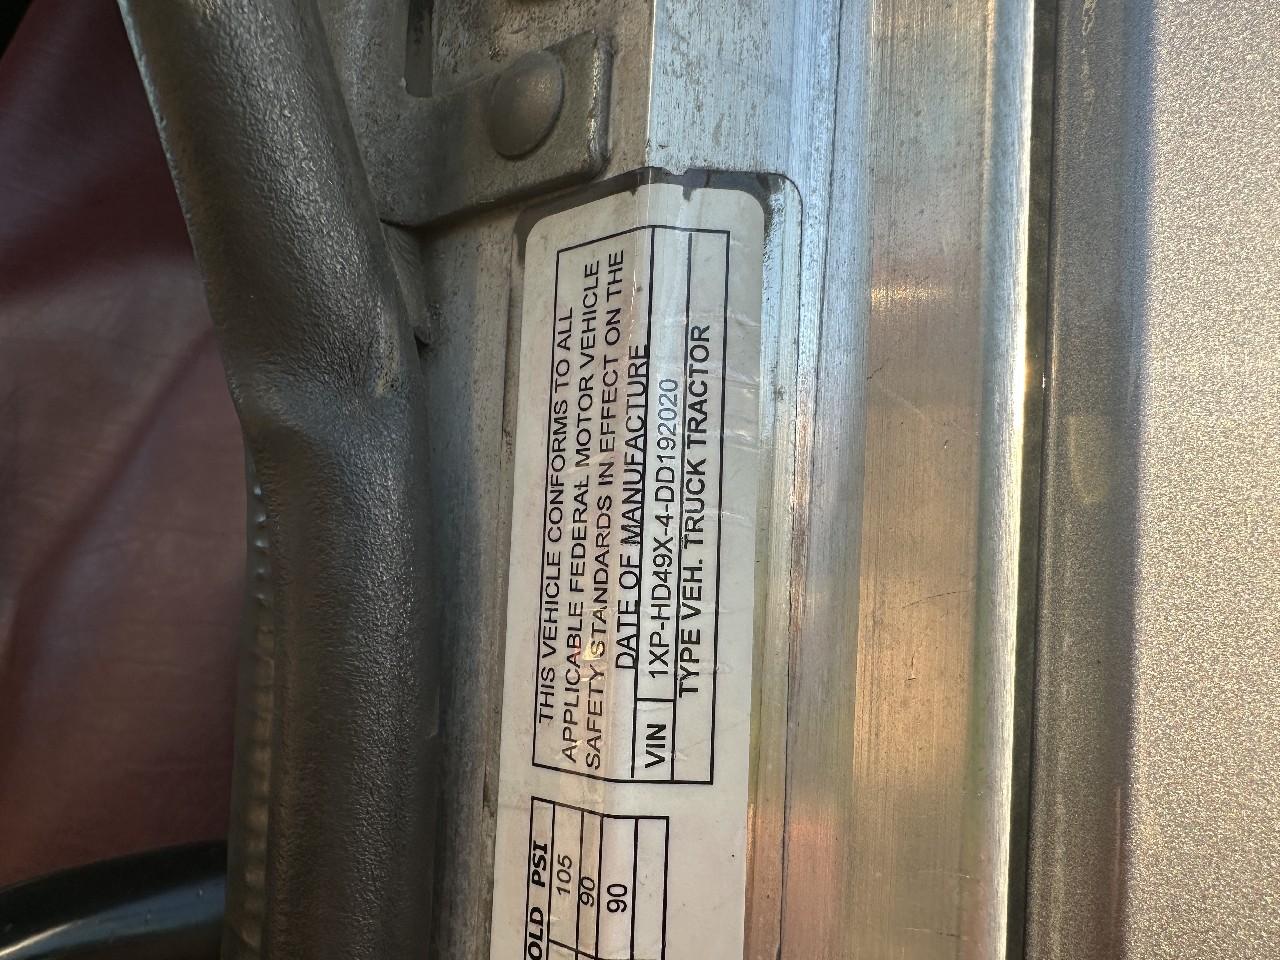 THIS VEHICLE CONFORMS TO ALL
APPLICABLE FEDERAL MOTOR VEHICLE
SAFETY STANDARDS IN EFFECT ON THE
DATE OF MANUFACTURE
VIN 1XP-HD49X-4-DD192020
TYPE VEH. TRUCK TRACTOR
OLD PSI
105
90
90